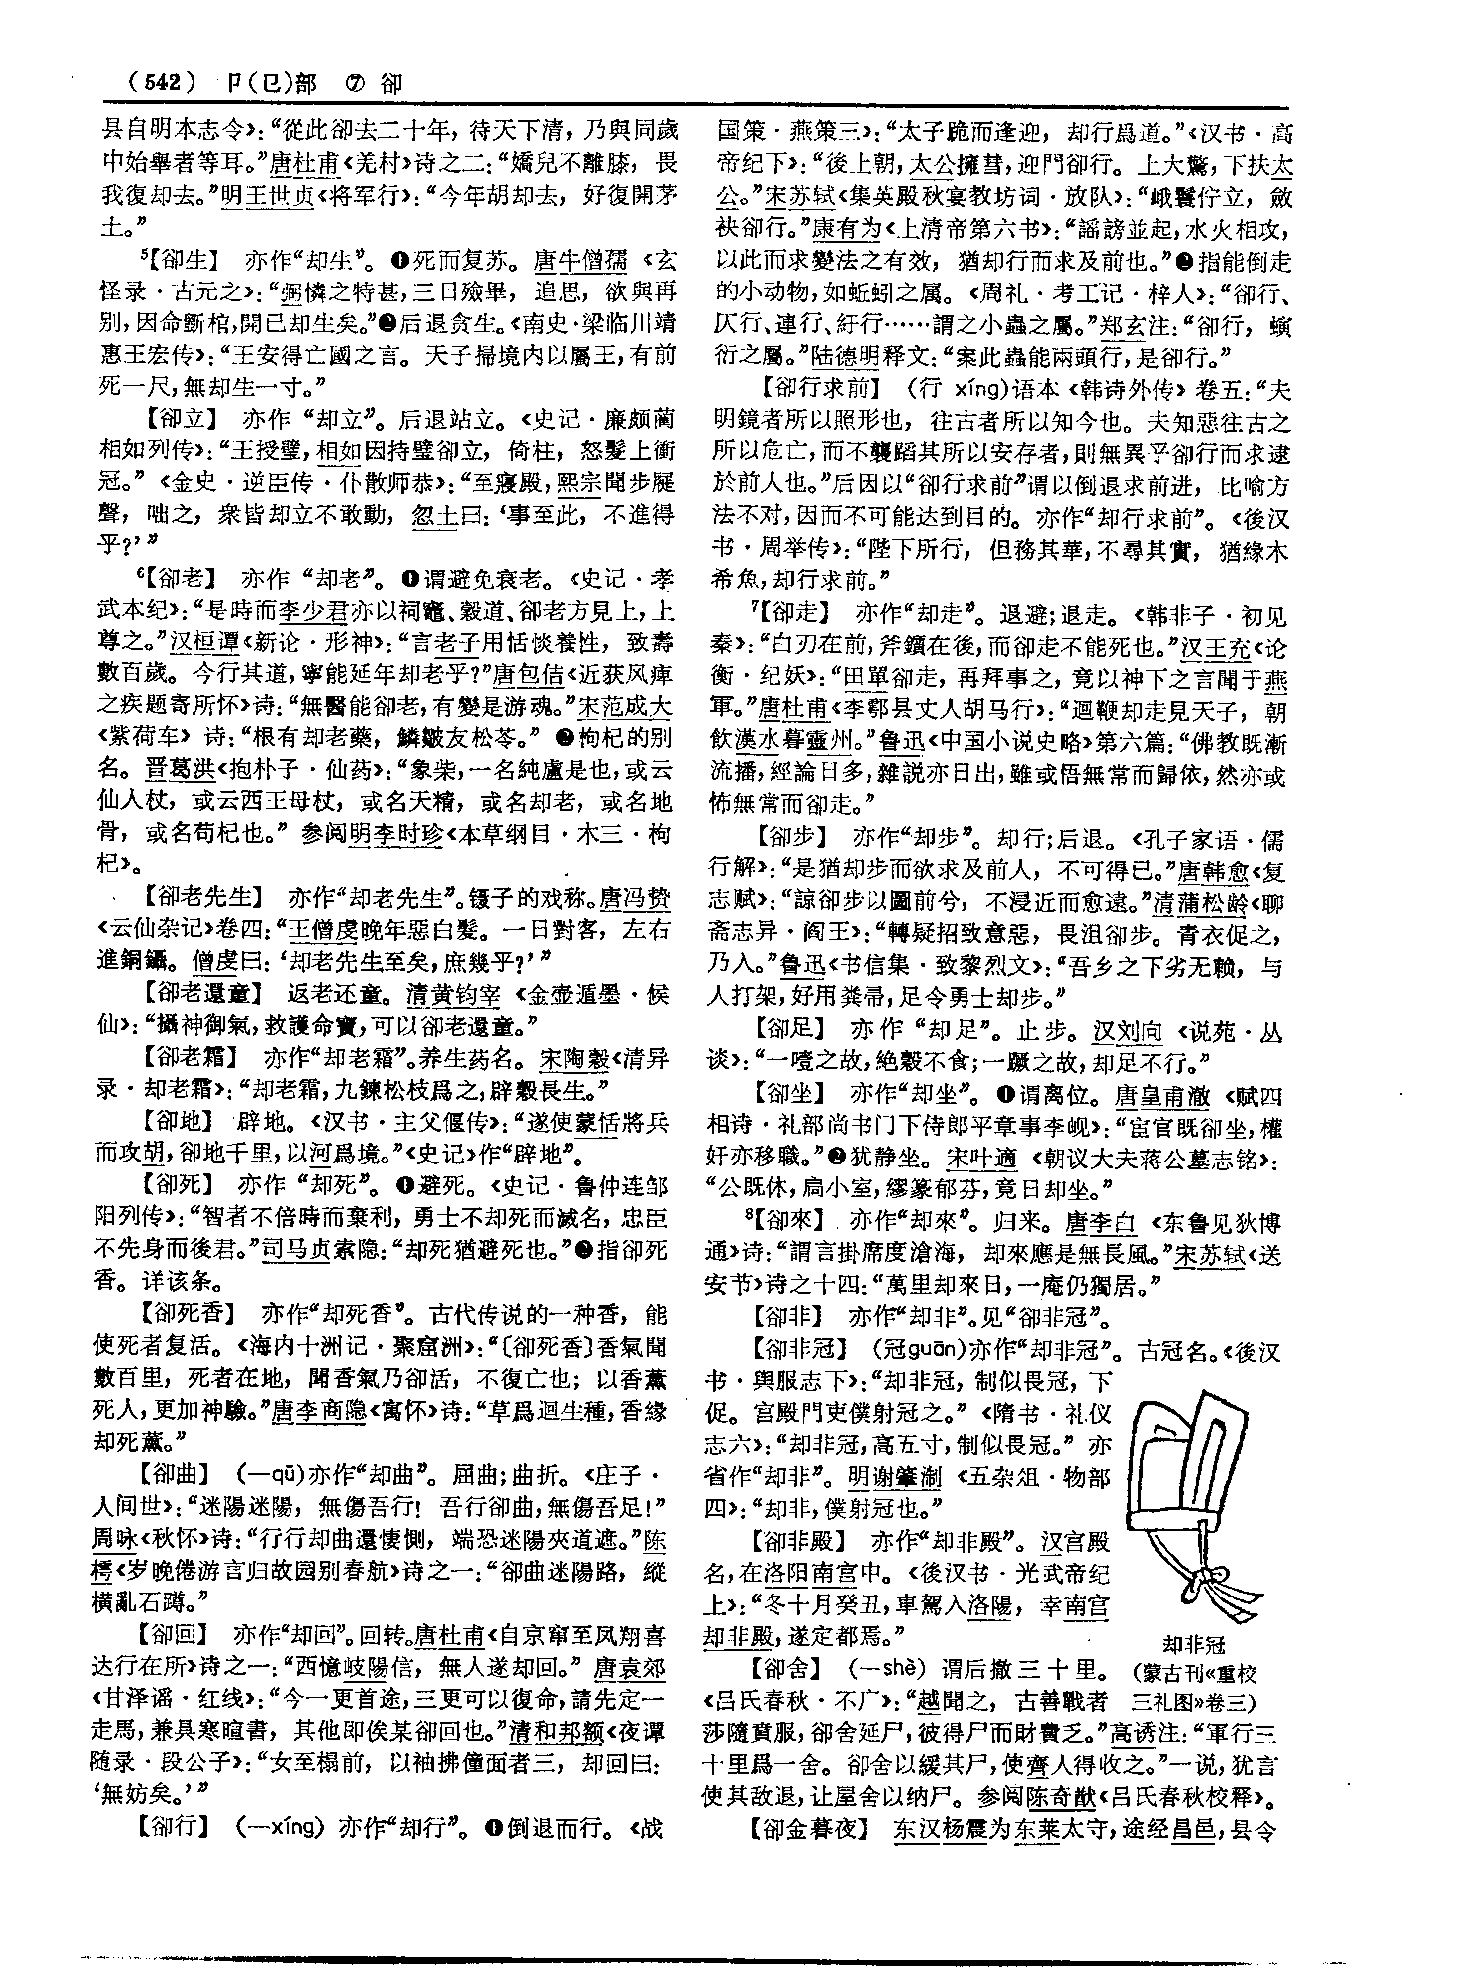 (542) 卩(㔾)部 ⑦ 卻
县自明本志令》：“從此卻去二十年，待天下清，乃與同歲
中始舉者等耳。”唐杜甫《羌村》诗之二：“嬌兒不離膝，畏
我復却去。”明王世贞《将军行》：“今年胡却去，好復開茅
土。”
⁵【卻生】 亦作“却生”。❶死而复苏。唐牛僧孺《玄
怪录·古元之》：“弼憐之特甚，三日殮畢，追思，欲與再
别，因命斷棺，開已却生矣。”❷后退贪生。《南史·梁临川靖
惠王宏传》：“王安得亡國之言。天子掃境内以屬王，有前
死一尺，無却生一寸。”
【卻立】 亦作“却立”。后退站立。《史记·廉颇蔺
相如列传》：“王授璧，相如因持璧卻立，倚柱，怒髮上衝
冠。”《金史·逆臣传·仆散师恭》：“至寢殿，熙宗聞步屣
聲，咄之，衆皆却立不敢動，忽土曰：‘事至此，不進得
乎？’”
⁶【卻老】 亦作“却老”。❶谓避免衰老。《史记·孝
武本纪》：“是時而李少君亦以祠竈、穀道、卻老方見上，上
尊之。”汉桓谭《新论·形神》：“言老子用恬惔養性，致壽
數百歲。今行其道，寧能延年却老乎？”唐包佶《近获风痺
之疾题寄所怀》诗：“無醫能卻老，有變是游魂。”宋范成大
《紫荷车》诗：“根有却老藥，鱗皴友松苓。”❷枸杞的别
名。晋葛洪《抱朴子·仙药》：“象柴，一名純盧是也，或云
仙人杖，或云西王母杖，或名天精，或名却老，或名地
骨，或名苟杞也。”参阅明李时珍《本草纲目·木三·枸
杞》。
【卻老先生】 亦作“却老先生”。镊子的戏称。唐冯贽
《云仙杂记》卷四：“王僧虔晚年惡白髮。一日對客，左右
進銅鑷。僧虔曰：‘却老先生至矣，庶幾乎？’”
【卻老還童】 返老还童。清黄钧宰《金壶遁墨·候
仙》：“攝神御氣，救護命寶，可以卻老還童。”
【卻老霜】 亦作“却老霜”。养生药名。宋陶穀《清异
录·却老霜》：“却老霜，九鍊松枝爲之，辟穀長生。”
【卻地】 辟地。《汉书·主父偃传》：“遂使蒙恬將兵
而攻胡，卻地千里，以河爲境。”《史记》作“辟地”。
【卻死】 亦作“却死”。❶避死。《史记·鲁仲连邹
阳列传》：“智者不倍時而棄利，勇士不却死而滅名，忠臣
不先身而後君。”司马贞索隐：“却死猶避死也。”❷指卻死
香。详该条。
【卻死香】 亦作“却死香”。古代传说的一种香，能
使死者复活。《海内十洲记·聚窟洲》：“〔卻死香〕香氣聞
數百里，死者在地，聞香氣乃卻活，不復亡也；以香薰
死人，更加神驗。”唐李商隐《寓怀》诗：“草爲迴生種，香緣
却死薰。”
【卻曲】 （—qū）亦作“却曲”。屈曲；曲折。《庄子·
人间世》：“迷陽迷陽，無傷吾行！吾行卻曲，無傷吾足！”
周咏《秋怀》诗：“行行却曲還悽惻，端恐迷陽夾道遮。”陈
樗《岁晚倦游言归故园别春航》诗之一：“卻曲迷陽路，縱
横亂石蹲。”
【卻回】 亦作“却回”。回转。唐杜甫《自京窜至凤翔喜
达行在所》诗之一：“西憶岐陽信，無人遂却回。”唐袁郊
《甘泽谣·红线》：“今一更首途，三更可以復命，請先定一
走馬，兼具寒暄書，其他即俟某卻回也。”清和邦额《夜谭
随录·段公子》：“女至榻前，以袖拂僮面者三，却回曰：
‘無妨矣。’”
【卻行】 （—xíng）亦作“却行”。❶倒退而行。《战
国策·燕策三》：“太子跪而逢迎，却行爲道。”《汉书·高
帝纪下》：“後上朝，太公擁彗，迎門卻行。上大驚，下扶太
公。”宋苏轼《集英殿秋宴教坊词·放队》：“峨鬟佇立，斂
袂卻行。”康有为《上清帝第六书》：“謡謗並起，水火相攻，
以此而求變法之有效，猶却行而求及前也。”❷指能倒走
的小动物，如蚯蚓之属。《周礼·考工记·梓人》：“卻行、
仄行、連行、紆行……謂之小蟲之屬。”郑玄注：“卻行，螾
衍之屬。”陆德明释文：“案此蟲能兩頭行，是卻行。”
【卻行求前】 （行 xíng）语本《韩诗外传》卷五：“夫
明鏡者所以照形也，往古者所以知今也。夫知惡往古之
所以危亡，而不襲蹈其所以安存者，則無異乎卻行而求逮
於前人也。”后因以“卻行求前”谓以倒退求前进，比喻方
法不对，因而不可能达到目的。亦作“却行求前”。《後汉
书·周举传》：“陛下所行，但務其華，不尋其實，猶緣木
希魚，却行求前。”
⁷【卻走】 亦作“却走”。退避；退走。《韩非子·初见
秦》：“白刃在前，斧鑕在後，而卻走不能死也。”汉王充《论
衡·纪妖》：“田單卻走，再拜事之，竟以神下之言聞于燕
軍。”唐杜甫《李鄠县丈人胡马行》：“迴鞭却走見天子，朝
飲漢水暮靈州。”鲁迅《中国小说史略》第六篇：“佛教既漸
流播，經論日多，雜説亦日出，雖或悟無常而歸依，然亦或
怖無常而卻走。”
【卻步】 亦作“却步”。却行；后退。《孔子家语·儒
行解》：“是猶却步而欲求及前人，不可得已。”唐韩愈《复
志赋》：“諒卻步以圖前兮，不浸近而愈遠。”清蒲松龄《聊
斋志异·阎王》：“轉疑招致意惡，畏沮卻步。青衣促之，
乃入。”鲁迅《书信集·致黎烈文》：“吾乡之下劣无赖，与
人打架，好用粪帚，足令勇士却步。”
【卻足】 亦作“却足”。止步。汉刘向《说苑·丛
谈》：“一噎之故，絶穀不食；一蹶之故，却足不行。”
【卻坐】 亦作“却坐”。❶谓离位。唐皇甫澈《赋四
相诗·礼部尚书门下侍郎平章事李岘》：“宦官既卻坐，權
奸亦移職。”❷犹静坐。宋叶適《朝议大夫蒋公墓志铭》：
“公既休，扃小室，繆篆郁芬，竟日却坐。”
⁸【卻來】 亦作“却來”。归来。唐李白《东鲁见狄博
通》诗：“謂言掛席度滄海，却來應是無長風。”宋苏轼《送
安节》诗之十四：“萬里却來日，一庵仍獨居。”
【卻非】 亦作“却非”。见“卻非冠”。
【卻非冠】 （冠guān）亦作“却非冠”。古冠名。《後汉
书·舆服志下》：“却非冠，制似長冠，下
促。宫殿門吏僕射冠之。”《隋书·礼仪
志六》：“却非冠，高五寸，制似長冠。”亦
省作“却非”。明谢肇淛《五杂俎·物部
四》：“却非，僕射冠也。”
【卻非殿】 亦作“却非殿”。汉宫殿
名，在洛阳南宫中。《後汉书·光武帝纪
上》：“冬十月癸丑，車駕入洛陽，幸南宫
却非殿，遂定都焉。”
却非冠
（蒙古刊《重校
三礼图》卷三）
【卻舍】 （—shè）谓后撤三十里。
《吕氏春秋·不广》：“越聞之，古善戰者
莎隨賁服，卻舍延尸，彼得尸而財費乏。”高诱注：“軍行三
十里爲一舍。卻舍以緩其尸，使齊人得收之。”一说，犹言
使其敌退，让屋舍以纳尸。参阅陈奇猷《吕氏春秋校释》。
【卻金暮夜】 东汉杨震为东莱太守，途经昌邑，县令